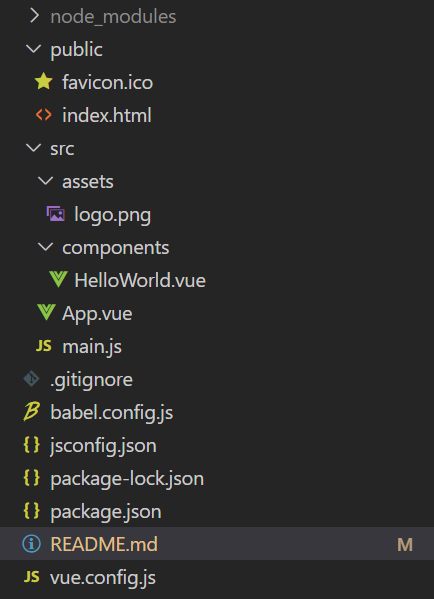 node_modules
public
favicon.ico
index.html
src
assets
logo.png
components
HelloWorld.vue
App.vue
JS main.js
.gitignore
babel.config.js
{} jsconfig.json
{} package-lock.json
{} package.json
README.md M
JS vue.config.js